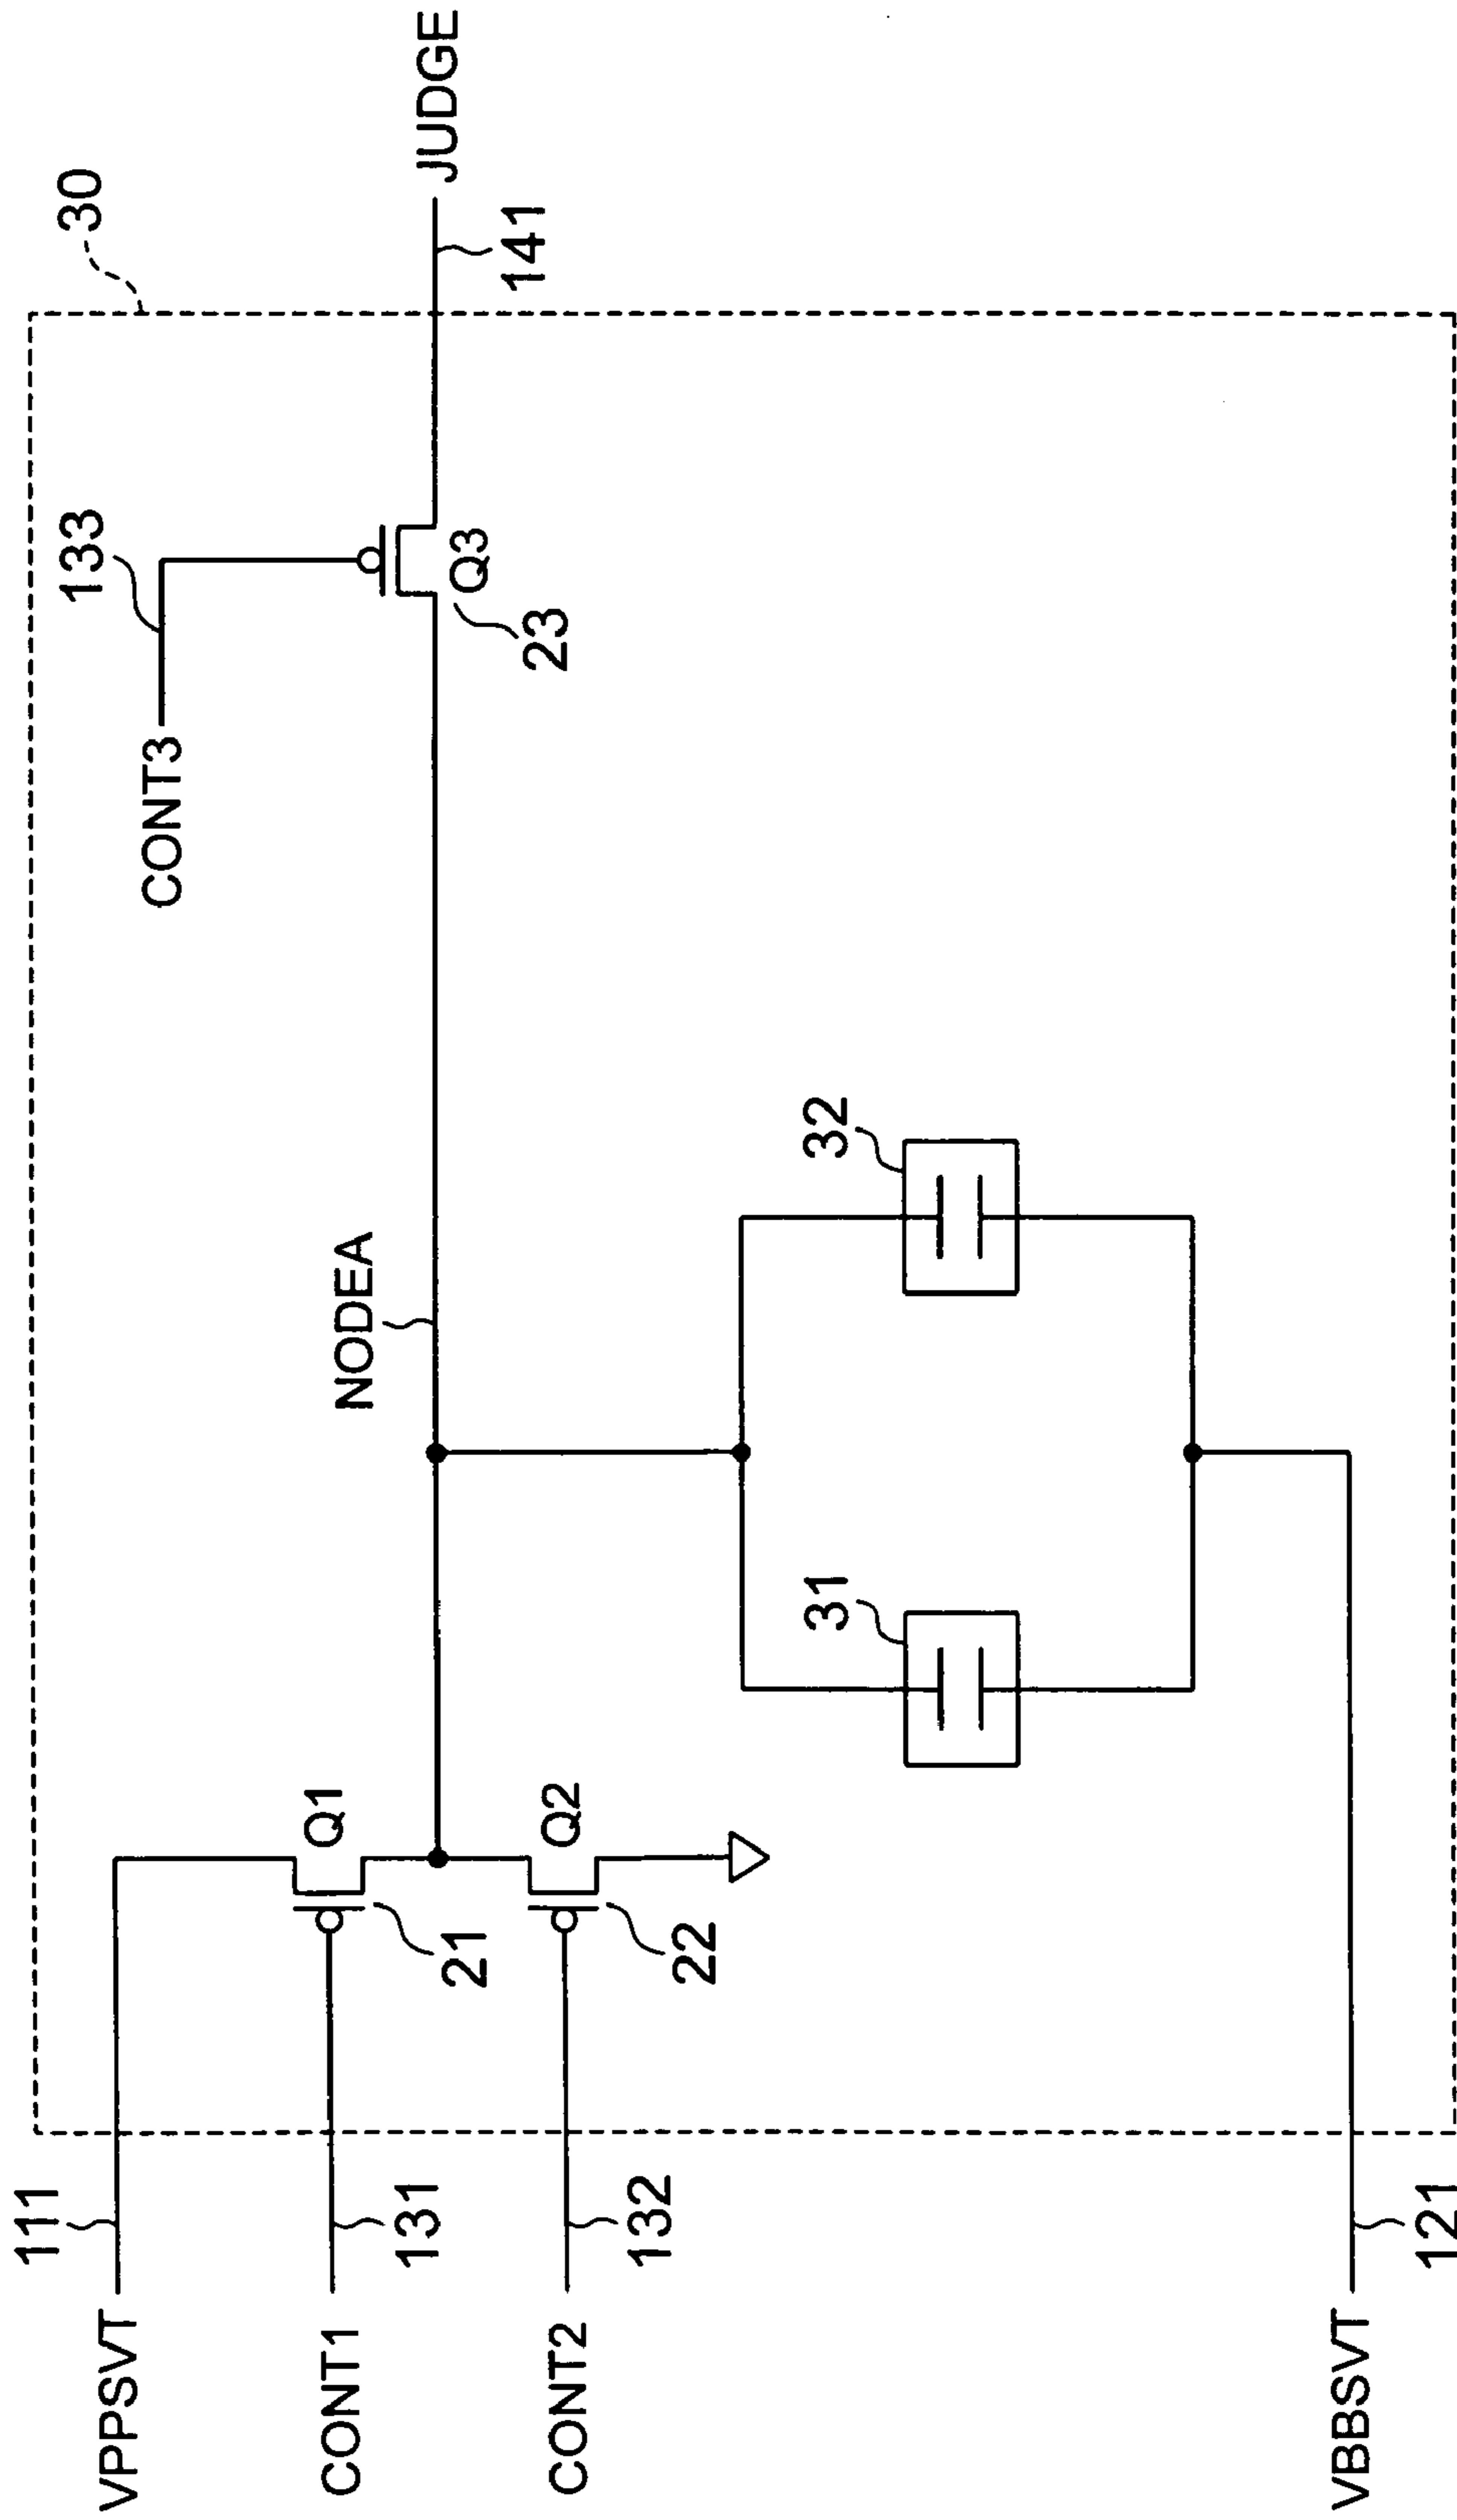 30
133
CONT3
JUDGE
141
Q3
23
NODEA
111
VPPSVT
Q1
21
CONT1
131
Q2
22
CONT2
132
31
32
VBBSVT
121